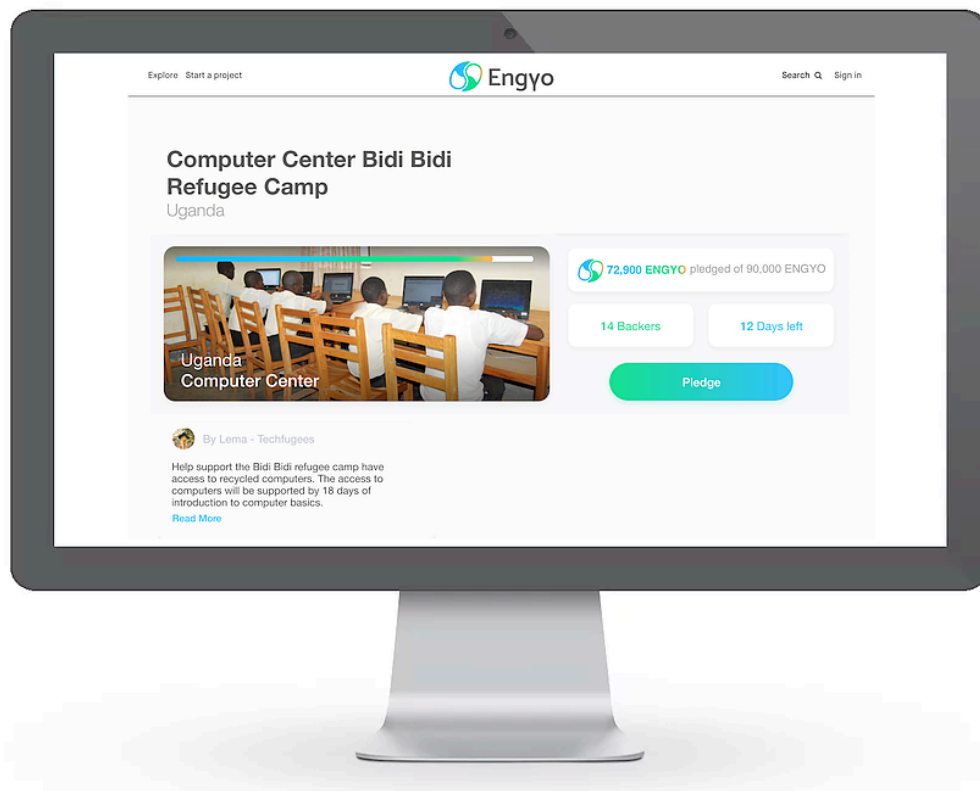 Explore Start a project
Engyo
Search Sign in
Computer Center Bidi Bidi
Refugee Camp
Uganda
Uganda
Computer Center
72,900 ENGYO pledged of 90,000 ENGYO
14 Backers
12 Days left
Pledge
By Lema - Techfugees
Help support the Bidi Bidi refugee camp have
access to recycled computers. The access to
computers will be supported by 18 days of
introduction to computer basics.
Read More